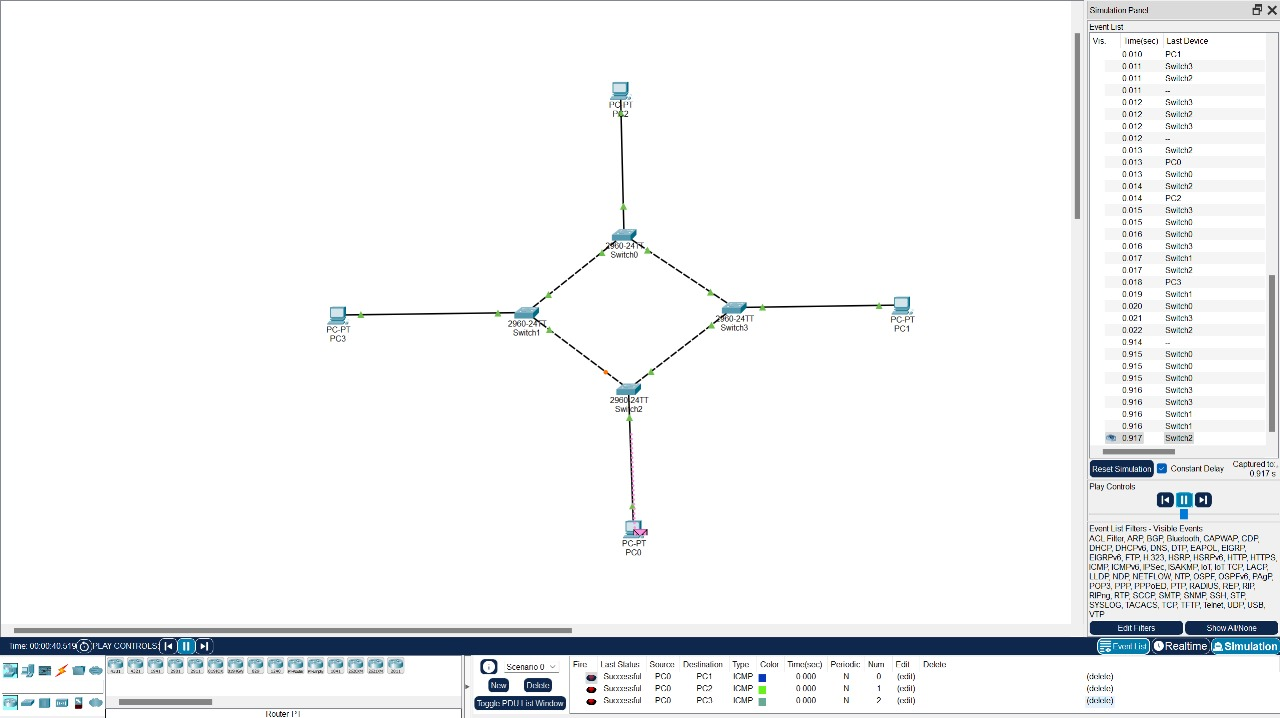 Simulation Panel
Event List
Vis. Time(sec) Last Device
0.010 PC1
0.011 Switch3
0.011 Switch2
0.011 --
0.012 Switch3
0.012 Switch2
0.012 Switch3
0.012 --
0.013 Switch2
0.013 PC0
0.013 Switch0
0.014 Switch2
0.014 PC2
0.015 Switch3
0.015 Switch0
0.016 Switch0
0.016 Switch3
0.017 Switch1
0.017 Switch2
0.018 PC3
0.019 Switch1
0.020 Switch0
0.021 Switch3
0.022 Switch2
0.914 --
0.915 Switch0
0.915 Switch0
0.915 Switch0
0.916 Switch3
0.916 Switch3
0.916 Switch1
0.916 Switch1
0.917 Switch2
Reset Simulation Constant Delay Captured to:
0.917 s
Play Controls
Event List Filters - Visible Events
ACL Filter, ARP, BGP, Bluetooth, CAPWAP, CDP,
DHCP, DHCPv6, DNS, DTP, EAPOL, EIGRP,
EIGRPv6, FTP, H.323, HSRP, HSRPv6, HTTP, HTTPS,
ICMP, ICMPv6, IPSec, ISAKMP, IoT, IoT TCP, LACP,
LLDP, NDP, NETFLOW, NTP, OSPF, OSPFv6, PAgP,
POP3, PPP, PPPoED, PTP, RADIUS, REP, RIP,
RIPng, RTP, SCCP, SMTP, SNMP, SSH, STP,
SYSLOG, TACACS, TCP, TFTP, Telnet, UDP, USB,
VTP
Edit Filters Show All/None
Event List Realtime Simulation
PC-PT
PC2
2960-24TT
Switch0
PC-PT
PC3
2960-24TT
Switch1
2960-24TT
Switch3
PC-PT
PC1
2960-24TT
Switch2
PC-PT
PC0
Time: 00:00:40.519 PLAY CONTROLS:
Router PT
Scenario 0
New Delete
Toggle PDU List Window
Fire Last Status Source Destination Type Color Time(sec) Periodic Num Edit Delete
Successful PC0 PC1 ICMP 0.000 N 0 (edit) (delete)
Successful PC0 PC2 ICMP 0.000 N 1 (edit) (delete)
Successful PC0 PC3 ICMP 0.000 N 2 (edit) (delete)